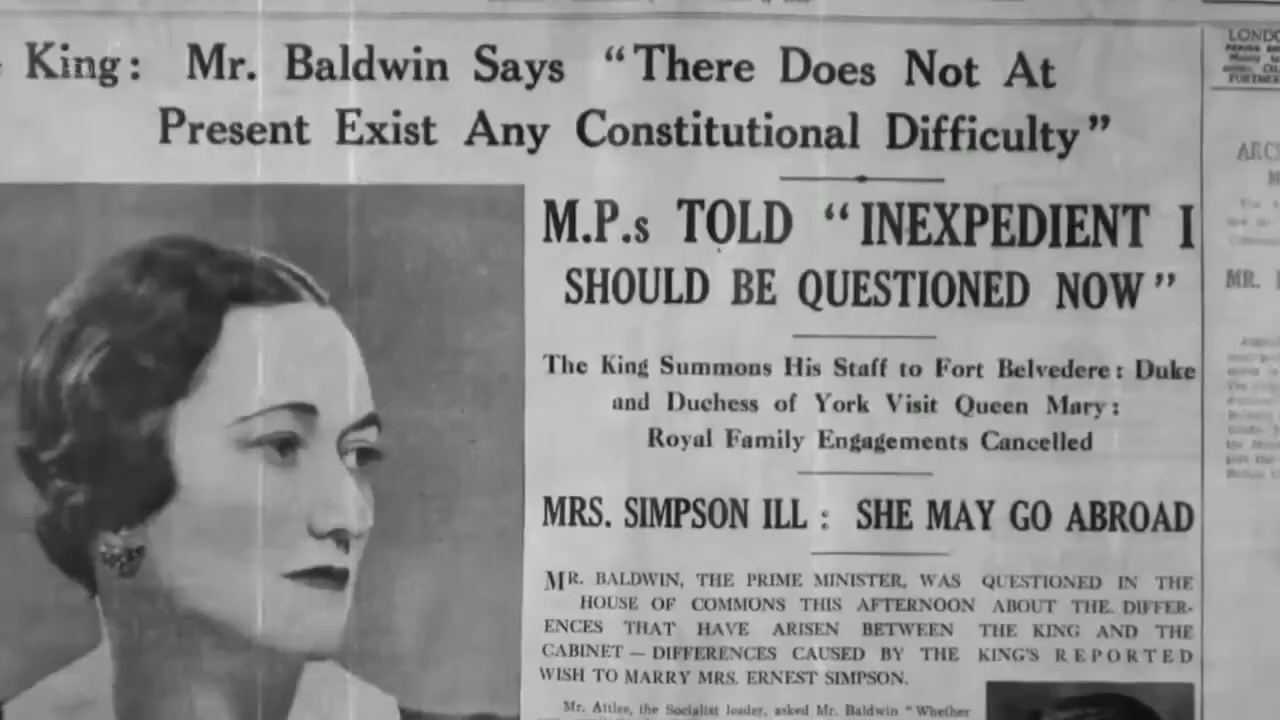 King: Mr. Baldwin Says “There Does Not At
Present Exist Any Constitutional Difficulty”
M.P.s TOLD “INEXPEDIENT I
SHOULD BE QUESTIONED NOW”
The King Summons His Staff to Fort Belvedere: Duke
and Duchess of York Visit Queen Mary:
Royal Family Engagements Cancelled
MRS. SIMPSON ILL: SHE MAY GO ABROAD
MR. BALDWIN, THE PRIME MINISTER, WAS QUESTIONED IN THE
HOUSE OF COMMONS THIS AFTERNOON ABOUT THE DIFFER-
ENCES THAT HAVE ARISEN BETWEEN THE KING AND THE
CABINET — DIFFERENCES CAUSED BY THE KING'S REPORTED
WISH TO MARRY MRS. ERNEST SIMPSON.
Mr. Attlee, the Socialist leader, asked Mr. Baldwin “Whether
LONDO
ARC
MR.